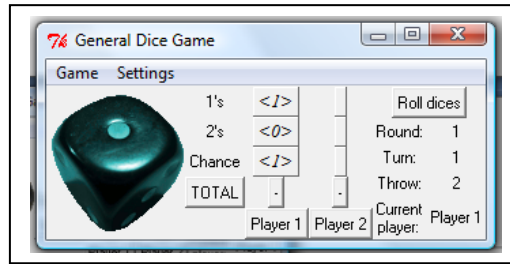 7% General Dice Game
Game Settings
1's <1> Roll dices
2's <0> Round: 1
Chance <1> Turn: 1
TOTAL - - Throw: 2
Player 1 Player 2 Current player: Player 1